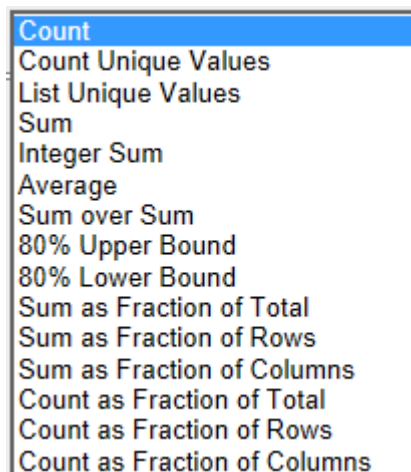 Count
Count Unique Values
List Unique Values
Sum
Integer Sum
Average
Sum over Sum
80% Upper Bound
80% Lower Bound
Sum as Fraction of Total
Sum as Fraction of Rows
Sum as Fraction of Columns
Count as Fraction of Total
Count as Fraction of Rows
Count as Fraction of Columns